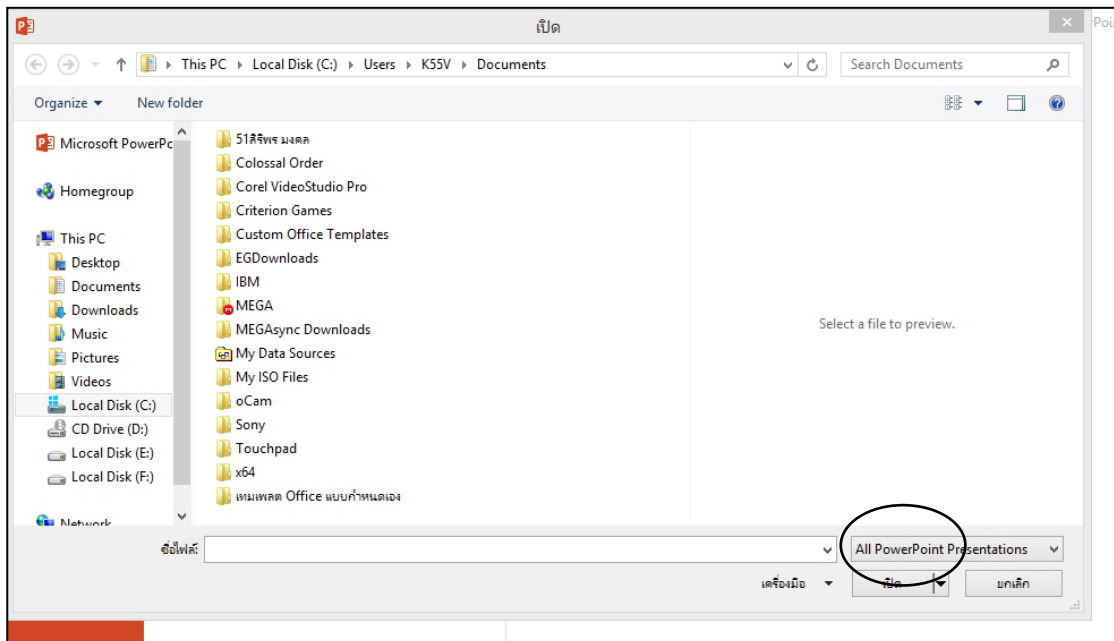 เปิด
Poi
This PC Local Disk (C:) Users K55V Documents
Search Documents
Organize
New folder
Microsoft PowerPc
Homegroup
This PC
Desktop
Documents
Downloads
Music
Pictures
Videos
Local Disk (C:)
CD Drive (D:)
Local Disk (E:)
Local Disk (F:)
Network
51สิริพร มงคล
Colossal Order
Corel VideoStudio Pro
Criterion Games
Custom Office Templates
EGDownloads
IBM
MEGA
MEGAsync Downloads
My Data Sources
My ISO Files
oCam
Sony
Touchpad
x64
เทมเพลต Office แบบกำหนดเอง
Select a file to preview.
ชื่อไฟล์:
All PowerPoint Presentations
เครื่องมือ
เปิด
ยกเลิก